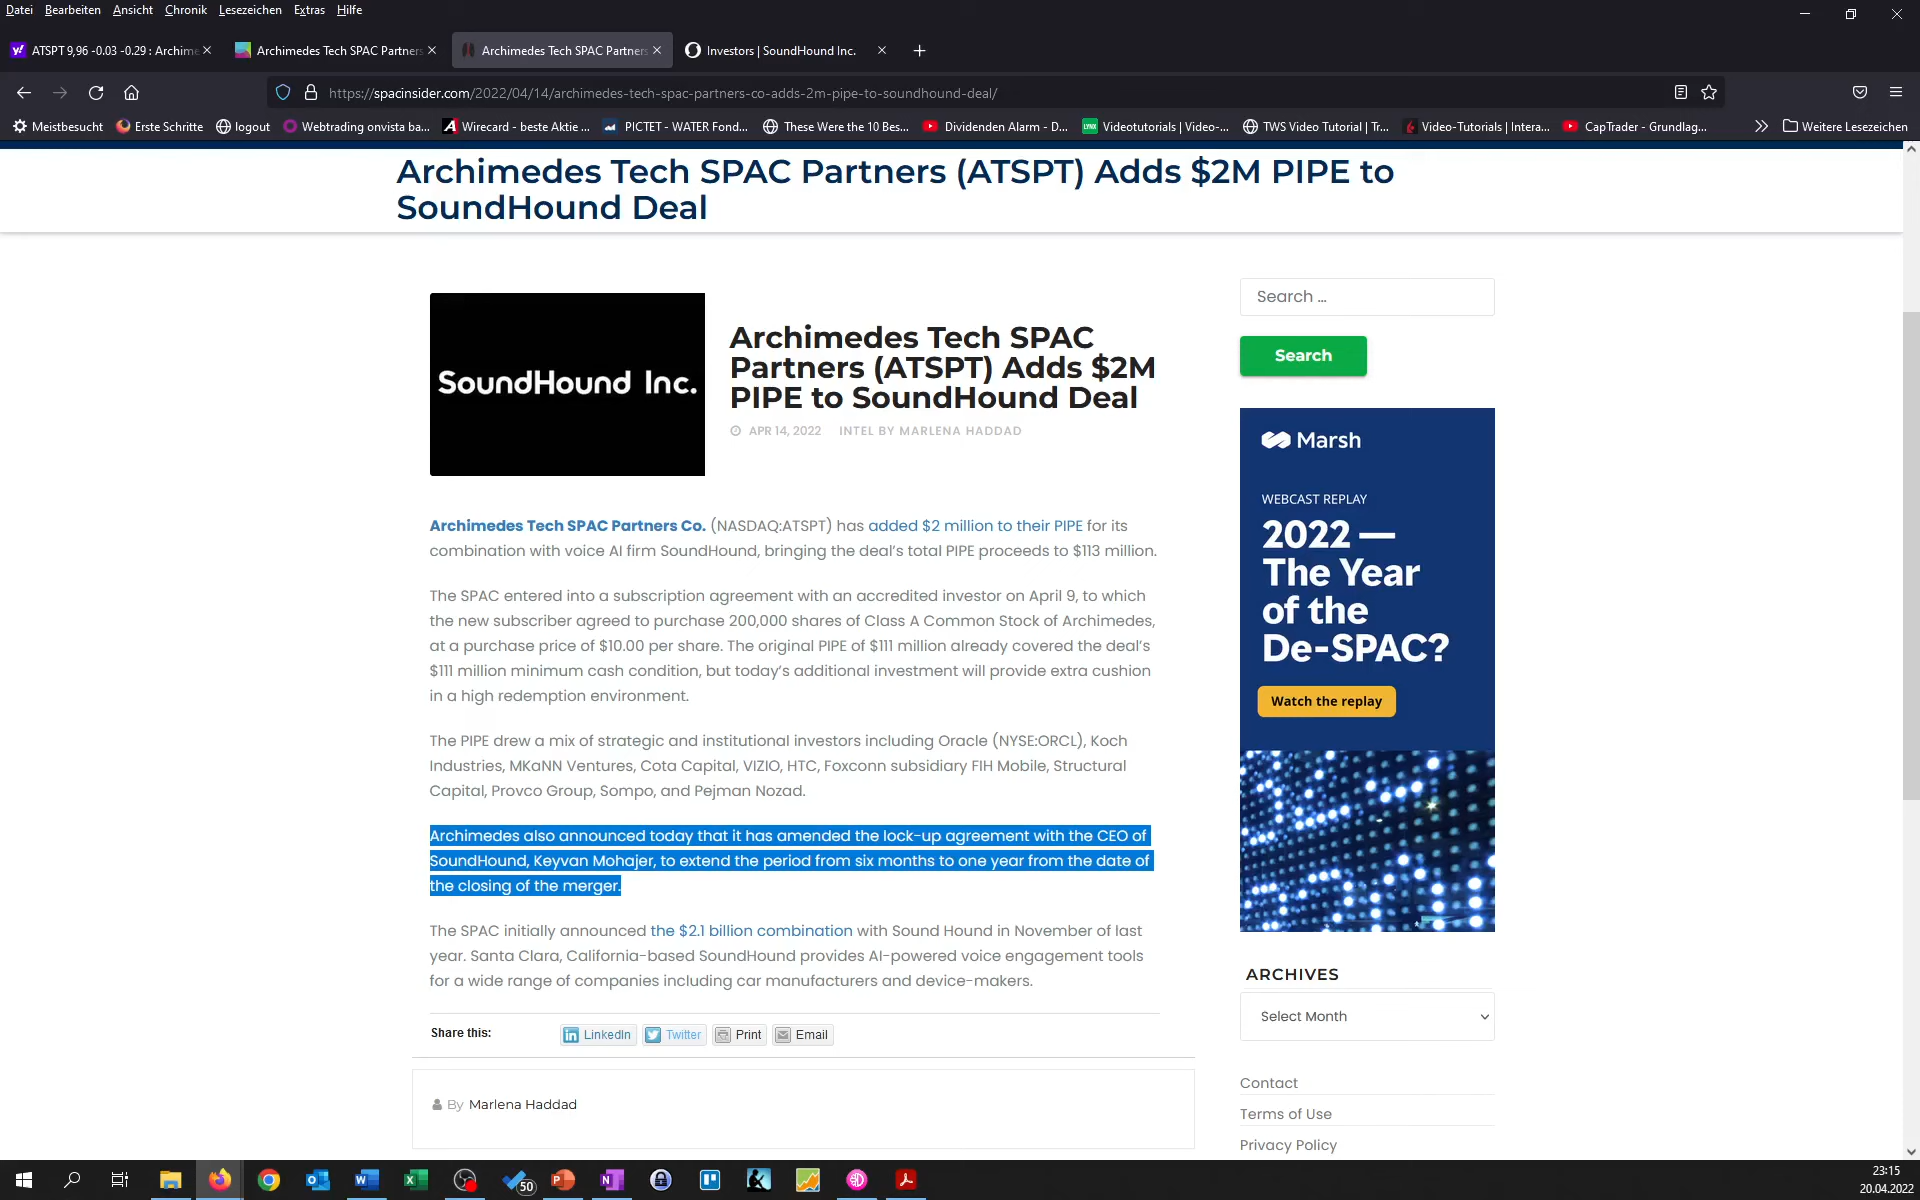 Datei Bearbeiten Ansicht Chronik Lesezeichen Extras Hilfe
ATSPT 9,96 -0.03 -0.29 : Archime
Archimedes Tech SPAC Partners
Archimedes Tech SPAC Partners
Investors | SoundHound Inc.
https://spacinsider.com/2022/04/14/archimedes-tech-spac-partners-co-adds-2m-pipe-to-soundhound-deal/
Meistbesucht Erste Schritte logout Webtrading onvista ba... Wirecard - beste Aktie ... PICTET - WATER Fond... These Were the 10 Bes... Dividenden Alarm - D... Videotutorials | Video-... TWS Video Tutorial | Tr... Video-Tutorials | Intera... CapTrader - Grundlag... Weitere Lesezeichen
Archimedes Tech SPAC Partners (ATSPT) Adds $2M PIPE to
SoundHound Deal
SoundHound Inc.
Archimedes Tech SPAC
Partners (ATSPT) Adds $2M
PIPE to SoundHound Deal
APR 14, 2022 INTEL BY MARLENA HADDAD
Archimedes Tech SPAC Partners Co. (NASDAQ:ATSPT) has added $2 million to their PIPE for its
combination with voice AI firm SoundHound, bringing the deal's total PIPE proceeds to $113 million.
The SPAC entered into a subscription agreement with an accredited investor on April 9, to which
the new subscriber agreed to purchase 200,000 shares of Class A Common Stock of Archimedes,
at a purchase price of $10.00 per share. The original PIPE of $111 million already covered the deal's
$111 million minimum cash condition, but today's additional investment will provide extra cushion
in a high redemption environment.
The PIPE drew a mix of strategic and institutional investors including Oracle (NYSE:ORCL), Koch
Industries, MKaNN Ventures, Cota Capital, VIZIO, HTC, Foxconn subsidiary FIH Mobile, Structural
Capital, Provco Group, Sompo, and Pejman Nozad.
Archimedes also announced today that it has amended the lock-up agreement with the CEO of
SoundHound, Keyvan Mohajer, to extend the period from six months to one year from the date of
the closing of the merger.
The SPAC initially announced the $2.1 billion combination with Sound Hound in November of last
year. Santa Clara, California-based SoundHound provides AI-powered voice engagement tools
for a wide range of companies including car manufacturers and device-makers.
Share this: LinkedIn Twitter Print Email
By Marlena Haddad
Search ...
Search
Marsh
WEBCAST REPLAY
2022 —
The Year
of the
De-SPAC?
Watch the replay
ARCHIVES
Select Month
Contact
Terms of Use
Privacy Policy
50
23:15
20.04.2022